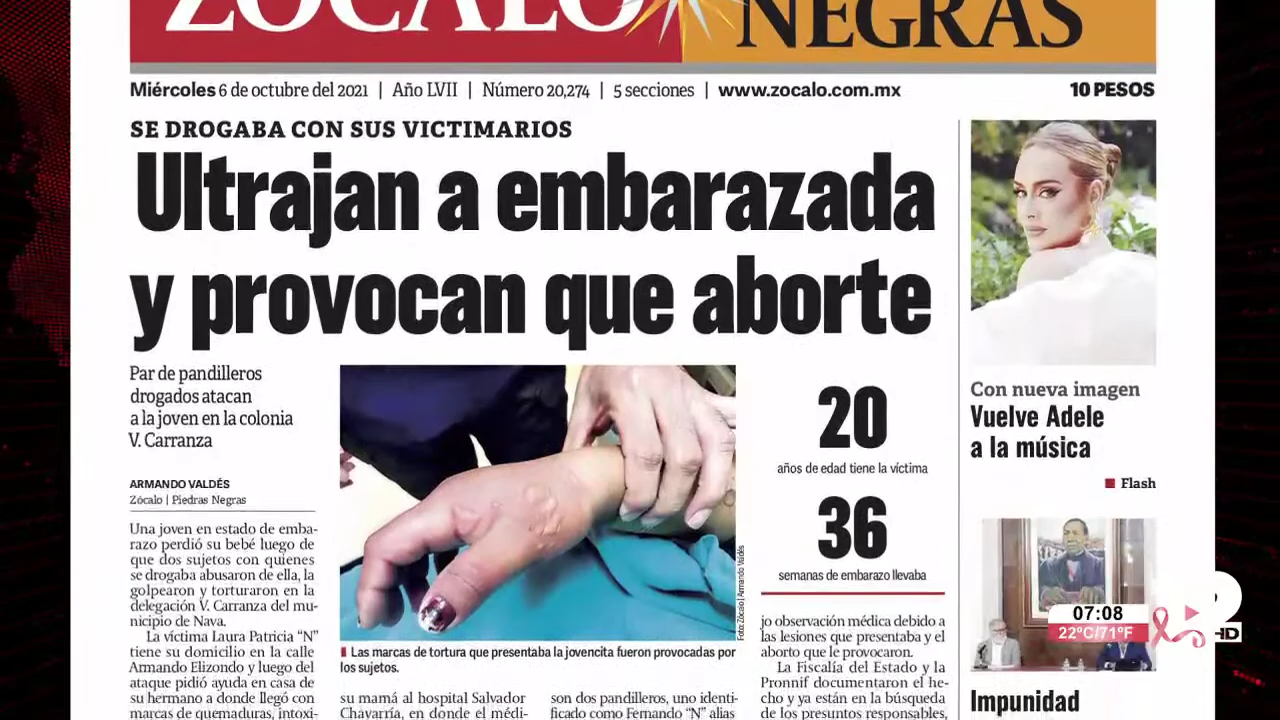 ZÓCALO
NEGRAS
Miércoles 6 de octubre del 2021 | Año LVII | Número 20,274 | 5 secciones | www.zocalo.com.mx
10 PESOS
SE DROGABA CON SUS VICTIMARIOS
Ultrajan a embarazada
y provocan que aborte
Par de pandilleros
drogados atacan
a la joven en la colonia
V. Carranza
ARMANDO VALDÉS
Zócalo | Piedras Negras
Una joven en estado de emba-
razo perdió su bebé luego de
que dos sujetos con quienes
se drogaba abusaron de ella, la
golpearon y torturaron en la
delegación V. Carranza del mu-
nicipio de Nava.
La víctima Laura Patricia “N”
tiene su domicilio en la calle
Armando Elizondo y luego del
ataque pidió ayuda en casa de
su hermano a donde llegó con
marcas de quemaduras, intoxi-
Foto: Zócalo | Armando Valdés
Las marcas de tortura que presentaba la jovencita fueron provocadas por
los sujetos.
su mamá al hospital Salvador
Chavarría, en donde el médi-
son dos pandilleros, uno identi-
ficado como Fernando “N” alias
20
años de edad tiene la víctima
36
semanas de embarazo llevaba
jo observación médica debido a
las lesiones que presentaba y el
aborto que le provocaron.
La Fiscalía del Estado y la
Pronnif documentaron el he-
cho y ya están en la búsqueda
de los presuntos responsables,
Con nueva imagen
Vuelve Adele
a la música
Flash
Impunidad
07:08
22°C/71°F
2
HD